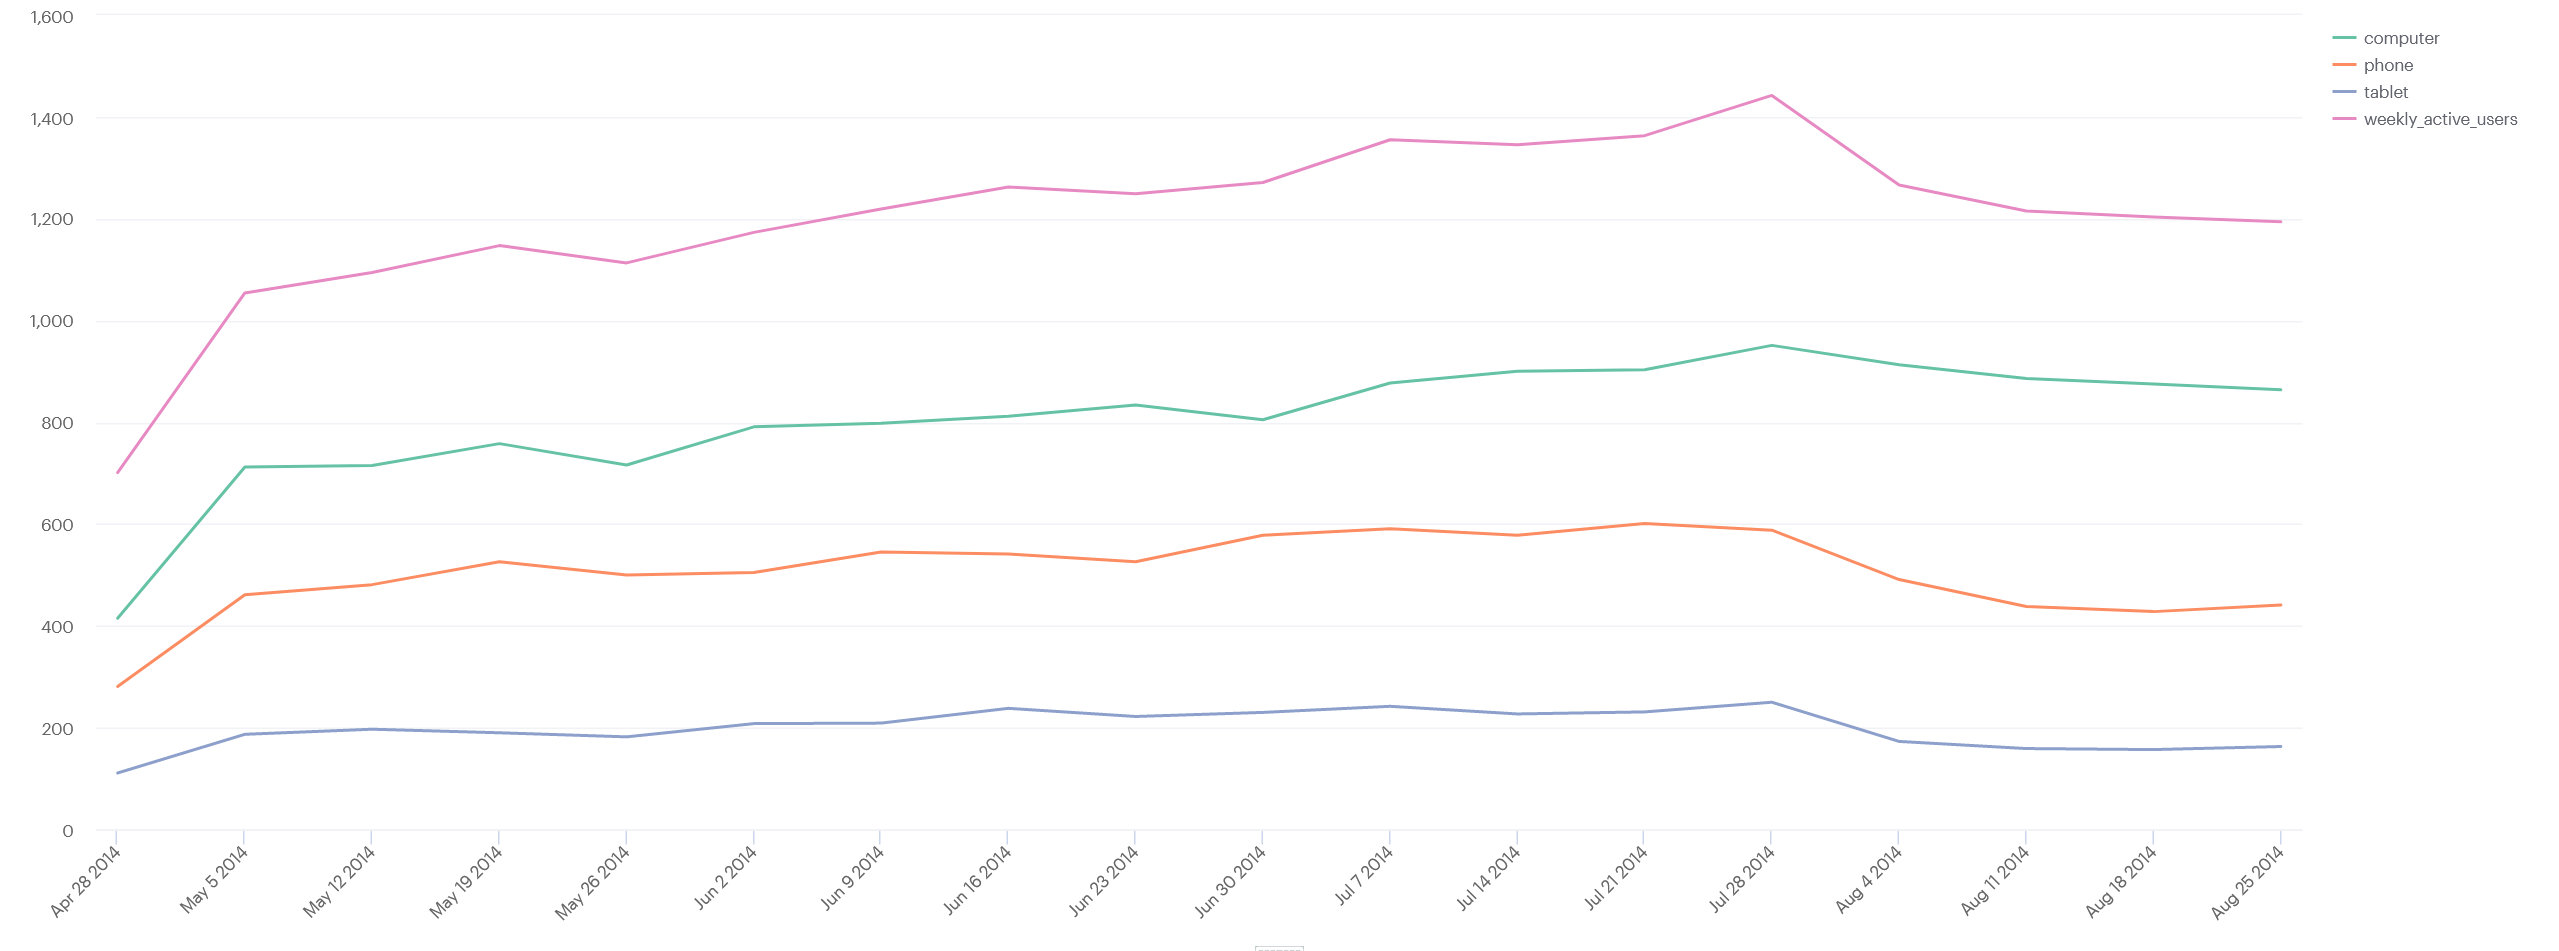 1,600
1,400
1,200
1,000
800
600
400
200
0
Apr 28 2014
May 5 2014
May 12 2014
May 19 2014
May 26 2014
Jun 2 2014
Jun 9 2014
Jun 16 2014
Jun 23 2014
Jun 30 2014
Jul 7 2014
Jul 14 2014
Jul 21 2014
Jul 28 2014
Aug 4 2014
Aug 11 2014
Aug 18 2014
Aug 25 2014
computer
phone
tablet
weekly_active_users